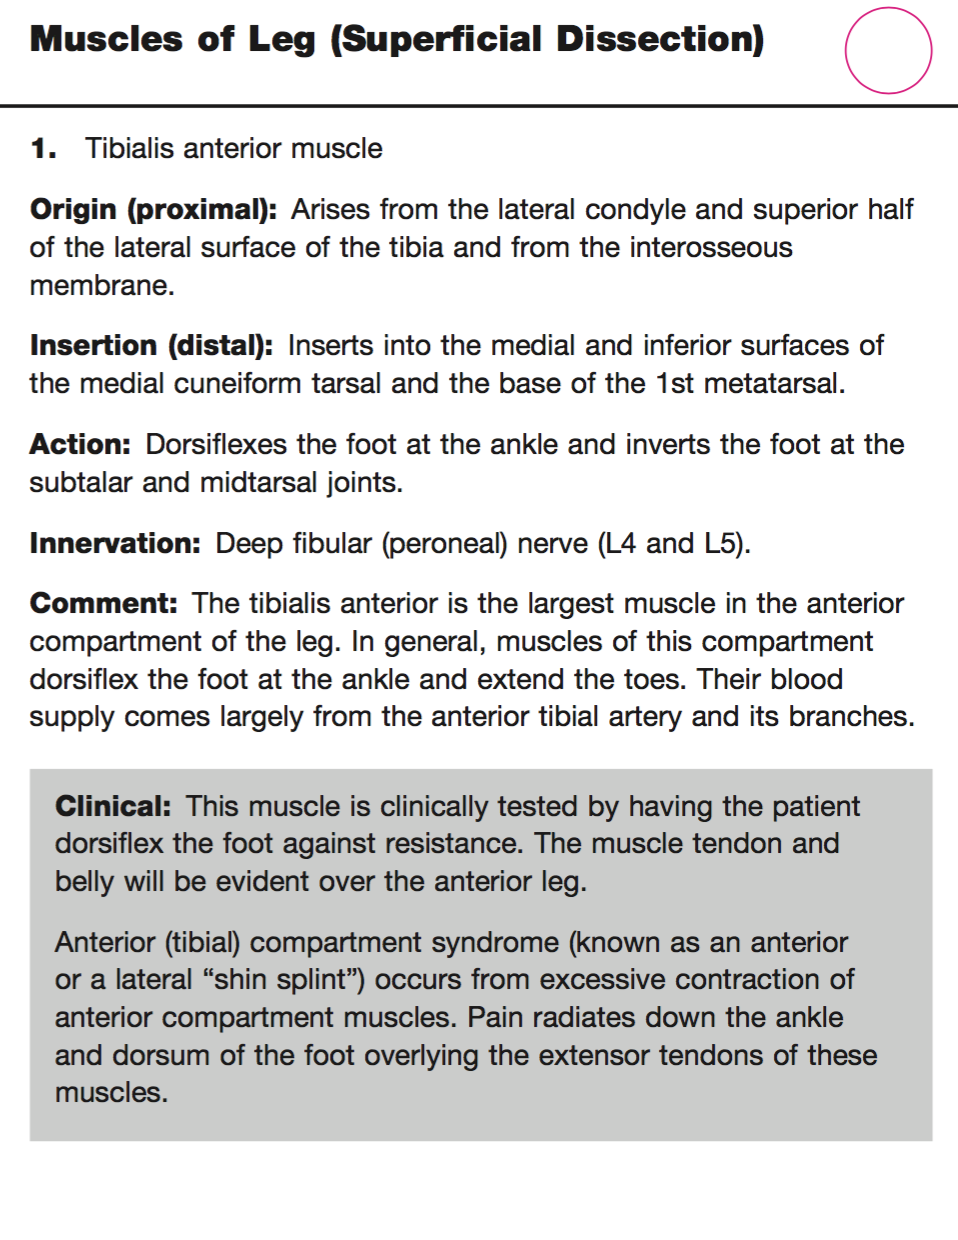 Muscles of Leg (Superficial Dissection)
1. Tibialis anterior muscle
Origin (proximal): Arises from the lateral condyle and superior half
of the lateral surface of the tibia and from the interosseous
membrane.
Insertion (distal): Inserts into the medial and inferior surfaces of
the medial cuneiform tarsal and the base of the 1st metatarsal.
Action: Dorsiflexes the foot at the ankle and inverts the foot at the
subtalar and midtarsal joints.
Innervation: Deep fibular (peroneal) nerve (L4 and L5).
Comment: The tibialis anterior is the largest muscle in the anterior
compartment of the leg. In general, muscles of this compartment
dorsiflex the foot at the ankle and extend the toes. Their blood
supply comes largely from the anterior tibial artery and its branches.
Clinical: This muscle is clinically tested by having the patient
dorsiflex the foot against resistance. The muscle tendon and
belly will be evident over the anterior leg.
Anterior (tibial) compartment syndrome (known as an anterior
or a lateral “shin splint”) occurs from excessive contraction of
anterior compartment muscles. Pain radiates down the ankle
and dorsum of the foot overlying the extensor tendons of these
muscles.